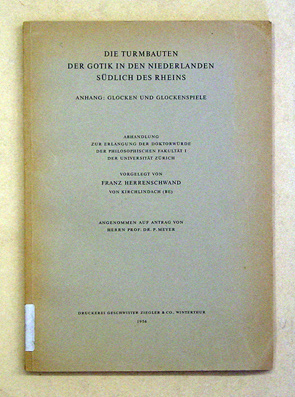 DIE TURMBAUTEN
DER GOTIK IN DEN NIEDERLANDEN
SÜDLICH DES RHEINS
ANHANG: GLOCKEN UND GLOCKENSPIELE
ABHANDLUNG
ZUR ERLANGUNG DER DOKTORWÜRDE
DER PHILOSOPHISCHEN FAKULTÄT I
DER UNIVERSITÄT ZÜRICH
VORGELEGT VON
FRANZ HERRENSCHWAND
VON KIRCHLINDACH (BE)
ANGENOMMEN AUF ANTRAG VON
HERRN PROF. DR. P. MEYER
DRUCKEREI GESCHWISTER ZIEGLER & CO., WINTERTHUR
1956